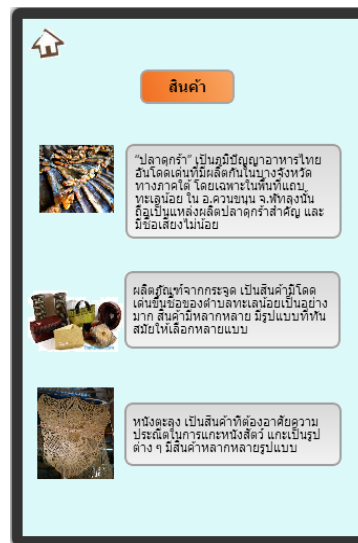 สินค้า
“ปลาดุกร้า” เป็นภูมิปัญญาอาหารไทย
อันโดดเด่นที่มีผลิตกันในบางจังหวัด
ทางภาคใต้ โดยเฉพาะในพื้นที่แถบ
ทะเลน้อย ใน อ.ควนขนุน จ.พัทลุงนั้น
ถือเป็นแหล่งผลิตปลาดุกร้าสำคัญ และ
มีชื่อเสียงไม่น้อย
ผลิตภัณฑ์จากกระจูด เป็นสินค้ามีโดด
เด่นขึ้นชื่อของตำบลทะเลน้อยเป็นอย่าง
มาก สินค้ามีหลากหลาย มีรูปแบบที่ทัน
สมัยให้เลือกหลายแบบ
หนังตะลุง เป็นสินค้าที่ต้องอาศัยความ
ประณีตในการแกะหนังสัตว์ แกะเป็นรูป
ต่าง ๆ มีสินค้าหลากหลายรูปแบบ